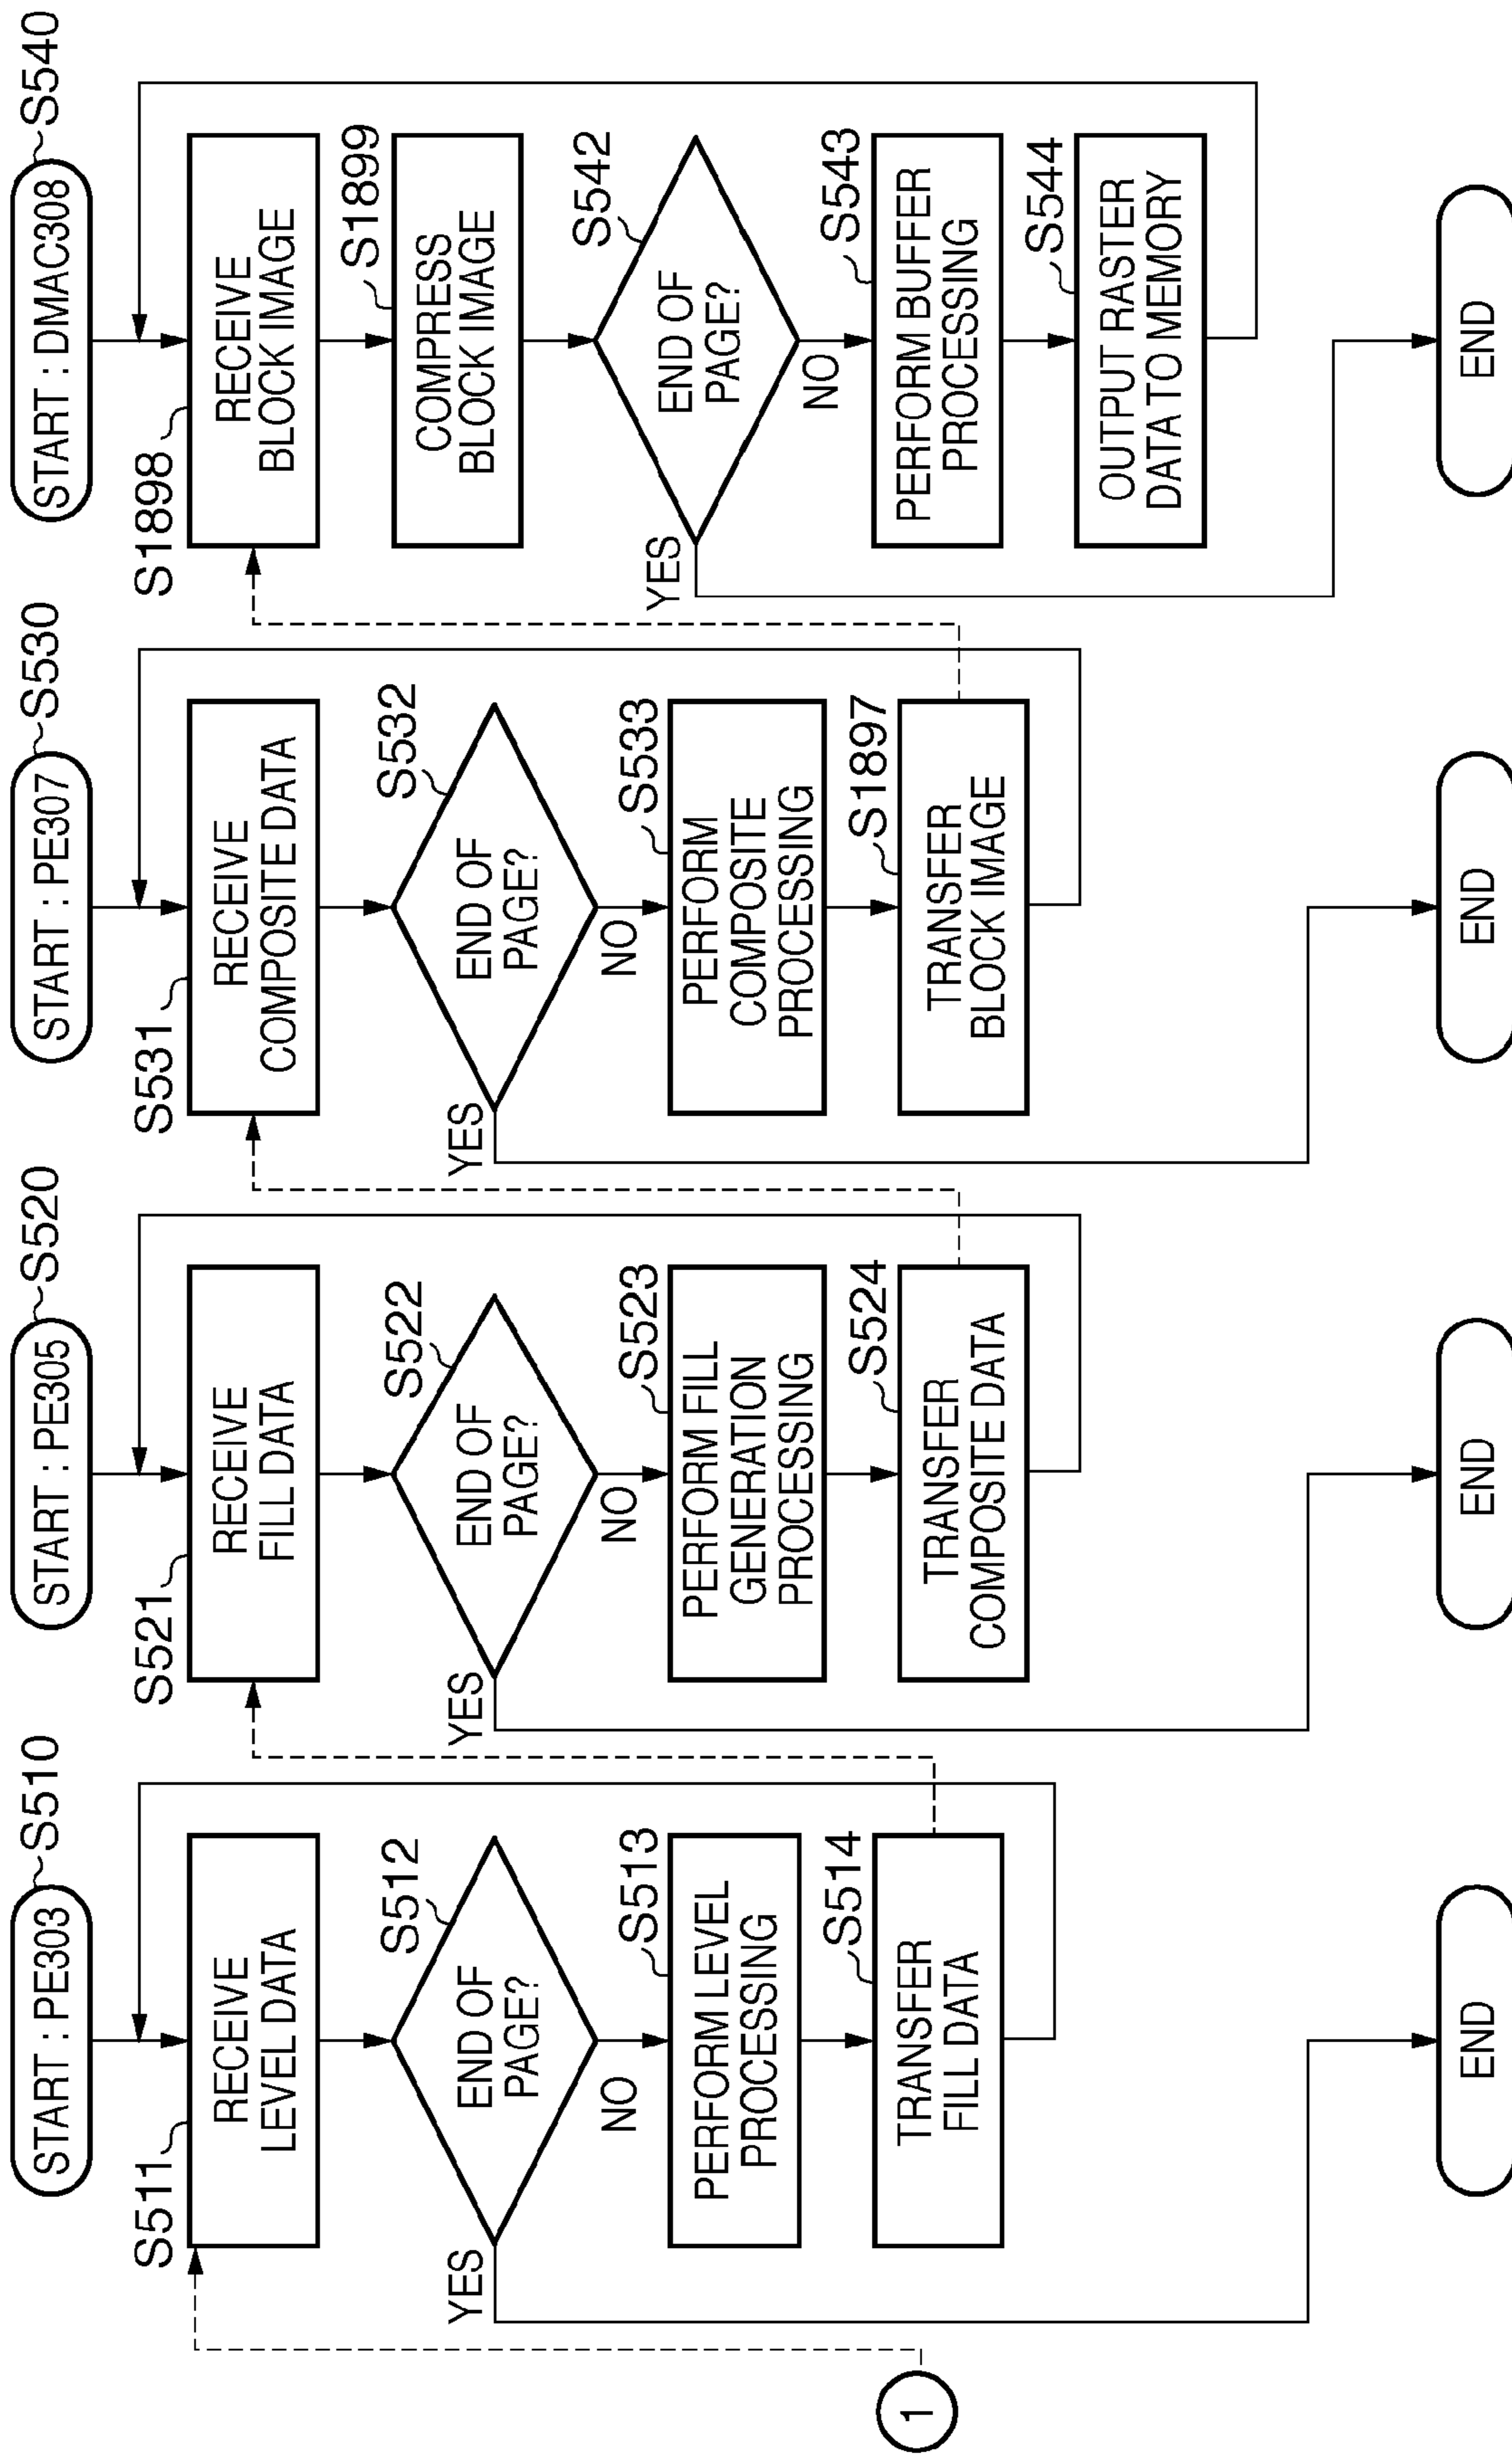 1
START : PE303
S510
S511
RECEIVE
LEVEL DATA
S512
END OF
PAGE?
YES
NO
S513
PERFORM LEVEL
PROCESSING
S514
TRANSFER
FILL DATA
END
START : PE305
S520
S521
RECEIVE
FILL DATA
S522
END OF
PAGE?
YES
NO
S523
PERFORM FILL
GENERATION
PROCESSING
S524
TRANSFER
COMPOSITE DATA
END
START : PE307
S530
S531
RECEIVE
COMPOSITE DATA
S532
END OF
PAGE?
YES
NO
S533
PERFORM
COMPOSITE
PROCESSING
S1897
TRANSFER
BLOCK IMAGE
END
START : DMAC308
S540
S1898
RECEIVE
BLOCK IMAGE
S1899
COMPRESS
BLOCK IMAGE
S542
END OF
PAGE?
YES
NO
S543
PERFORM BUFFER
PROCESSING
S544
OUTPUT RASTER
DATA TO MEMORY
END